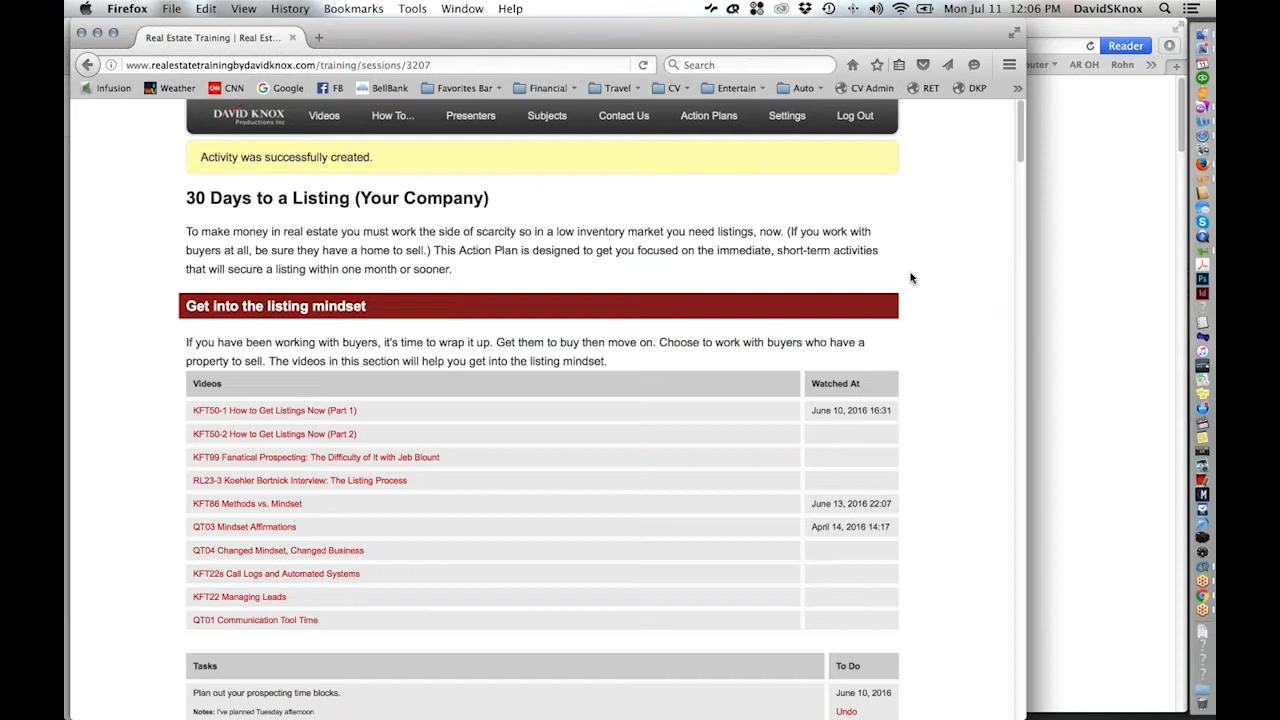 Firefox File Edit View History Bookmarks Tools Window Help Mon Jul 11 12:06 PM DavidSKnox
Real Estate Training | Real Est...
Reader
www.realestatetrainingbydavidknox.com/training/sessions/3207 Search
uter AR OH Rohn
Infusion Weather CNN Google FB BellBank Favorites Bar Financial Travel CV Entertain Auto CV Admin RET DKP
DAVID KNOX
Productions Inc
Videos How To... Presenters Subjects Contact Us Action Plans Settings Log Out
Activity was successfully created.
30 Days to a Listing (Your Company)
To make money in real estate you must work the side of scarcity so in a low inventory market you need listings, now. (If you work with
buyers at all, be sure they have a home to sell.) This Action Plan is designed to get you focused on the immediate, short-term activities
that will secure a listing within one month or sooner.
Get into the listing mindset
If you have been working with buyers, it's time to wrap it up. Get them to buy then move on. Choose to work with buyers who have a
property to sell. The videos in this section will help you get into the listing mindset.
Videos Watched At
KFT50-1 How to Get Listings Now (Part 1) June 10, 2016 16:31
KFT50-2 How to Get Listings Now (Part 2)
KFT99 Fanatical Prospecting: The Difficulty of It with Jeb Blount
RL23-3 Koehler Bortnick Interview: The Listing Process
KFT86 Methods vs. Mindset June 13, 2016 22:07
QT03 Mindset Affirmations April 14, 2016 14:17
QT04 Changed Mindset, Changed Business
KFT22s Call Logs and Automated Systems
KFT22 Managing Leads
QT01 Communication Tool Time
Tasks To Do
Plan out your prospecting time blocks. June 10, 2016
Notes: I've planned Tuesday afternoon Undo